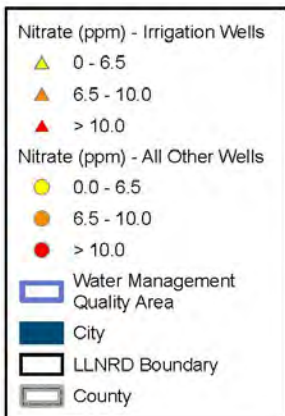 Nitrate (ppm) - Irrigation Wells
0 - 6.5
6.5 - 10.0
> 10.0
Nitrate (ppm) - All Other Wells
0.0 - 6.5
6.5 - 10.0
> 10.0
Water Management
Quality Area
City
LLNRD Boundary
County